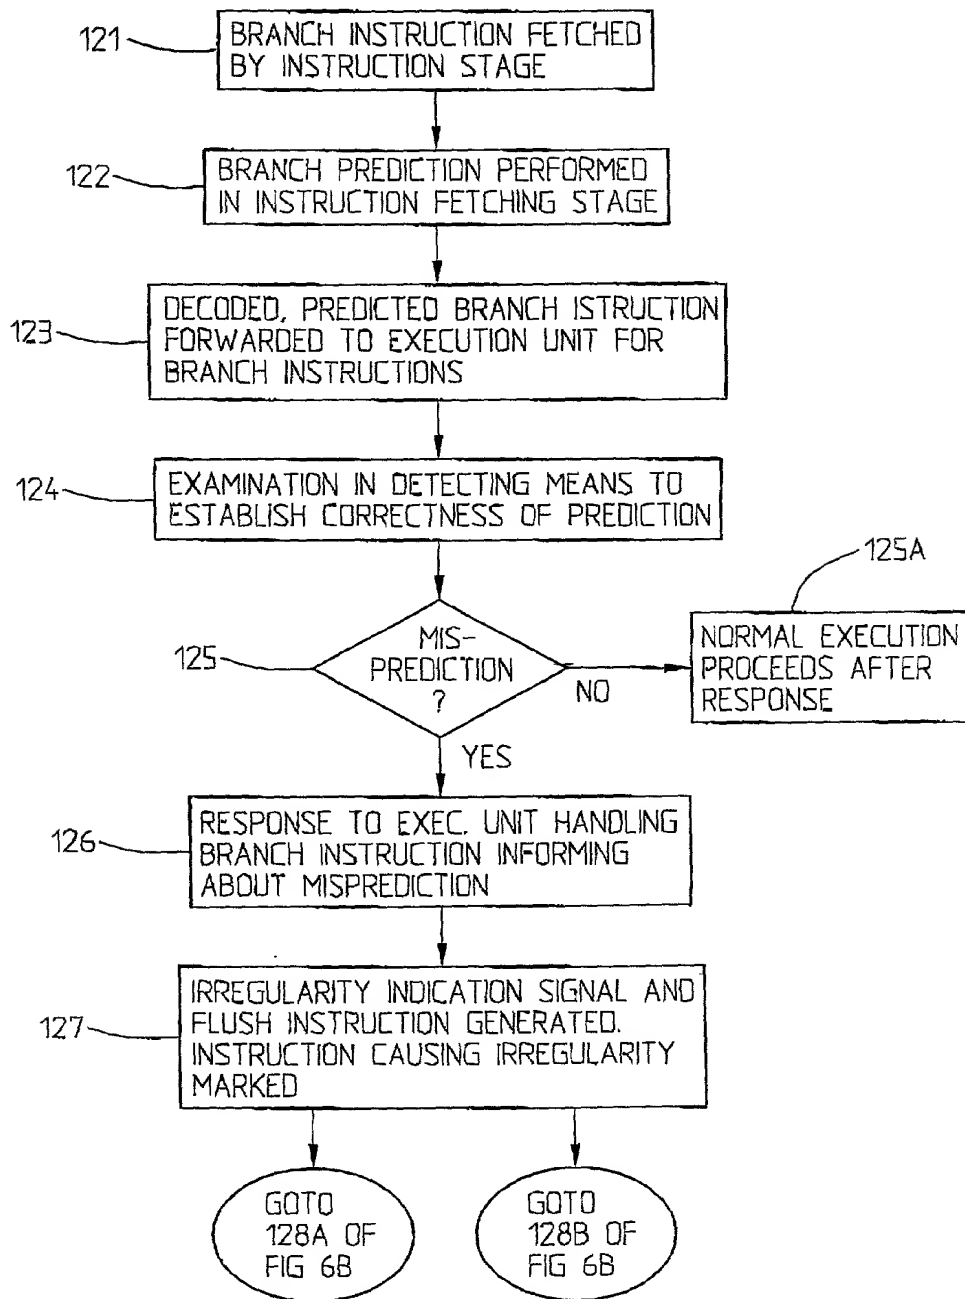 121
BRANCH INSTRUCTION FETCHED
BY INSTRUCTION STAGE
122
BRANCH PREDICTION PERFORMED
IN INSTRUCTION FETCHING STAGE
123
DECODED, PREDICTED BRANCH ISTRUCTION
FORWARDED TO EXECUTION UNIT FOR
BRANCH INSTRUCTIONS
124
EXAMINATION IN DETECTING MEANS TO
ESTABLISH CORRECTNESS OF PREDICTION
125A
125
MIS-
PREDICTION
?
NO
NORMAL EXECUTION
PROCEEDS AFTER
RESPONSE
YES
126
RESPONSE TO EXEC. UNIT HANDLING
BRANCH INSTRUCTION INFORMING
ABOUT MISPREDICTION
127
IRREGULARITY INDICATION SIGNAL AND
FLUSH INSTRUCTION GENERATED.
INSTRUCTION CAUSING IRREGULARITY
MARKED
GOTO
128A OF
FIG 6B
GOTO
128B OF
FIG 6B